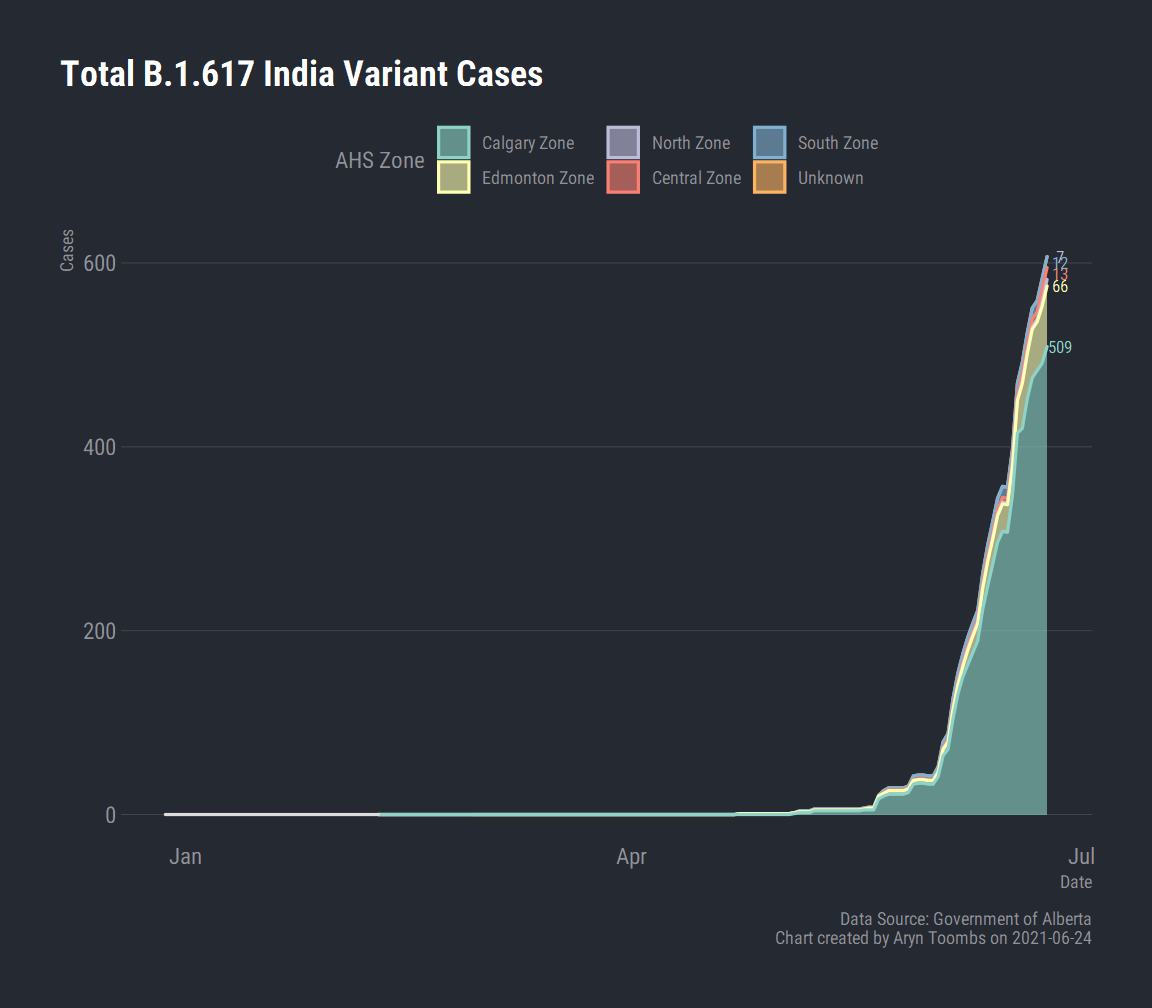 Total B.1.617 India Variant Cases
AHS Zone
Calgary Zone North Zone South Zone
Edmonton Zone Central Zone Unknown
Cases
600
400
200
0
7
12
13
66
509
Jan Apr Jul
Date
Data Source: Government of Alberta
Chart created by Aryn Toombs on 2021-06-24